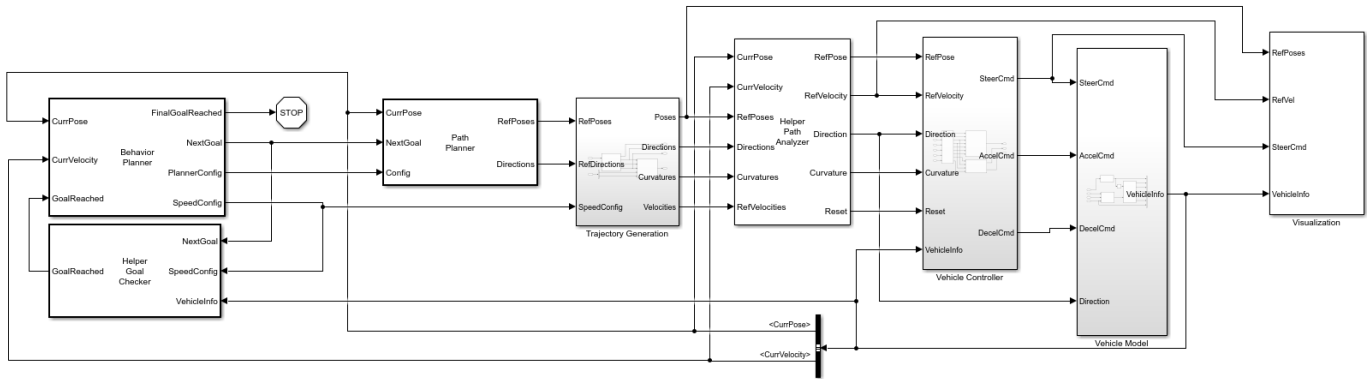 CurrPose
CurrVelocity
GoalReached
Behavior
Planner
FinalGoalReached
NextGoal
PlannerConfig
SpeedConfig
STOP
GoalReached
Helper
Goal
Checker
NextGoal
SpeedConfig
VehicleInfo
CurrPose
NextGoal
Config
Path
Planner
RefPoses
Directions
RefPoses
RefDirections
SpeedConfig
Poses
Directions
Curvatures
Velocities
Trajectory Generation
CurrPose
CurrVelocity
RefPoses
Directions
Curvatures
RefVelocities
Helper
Path
Analyzer
RefPose
RefVelocity
Direction
Curvature
Reset
RefPose
RefVelocity
Direction
Curvature
Reset
VehicleInfo
SteerCmd
AccelCmd
DecelCmd
Vehicle Controller
SteerCmd
AccelCmd
DecelCmd
Direction
VehicleInfo
Vehicle Model
RefPoses
RefVel
SteerCmd
VehicleInfo
Visualization
<CurrPose>
<CurrVelocity>